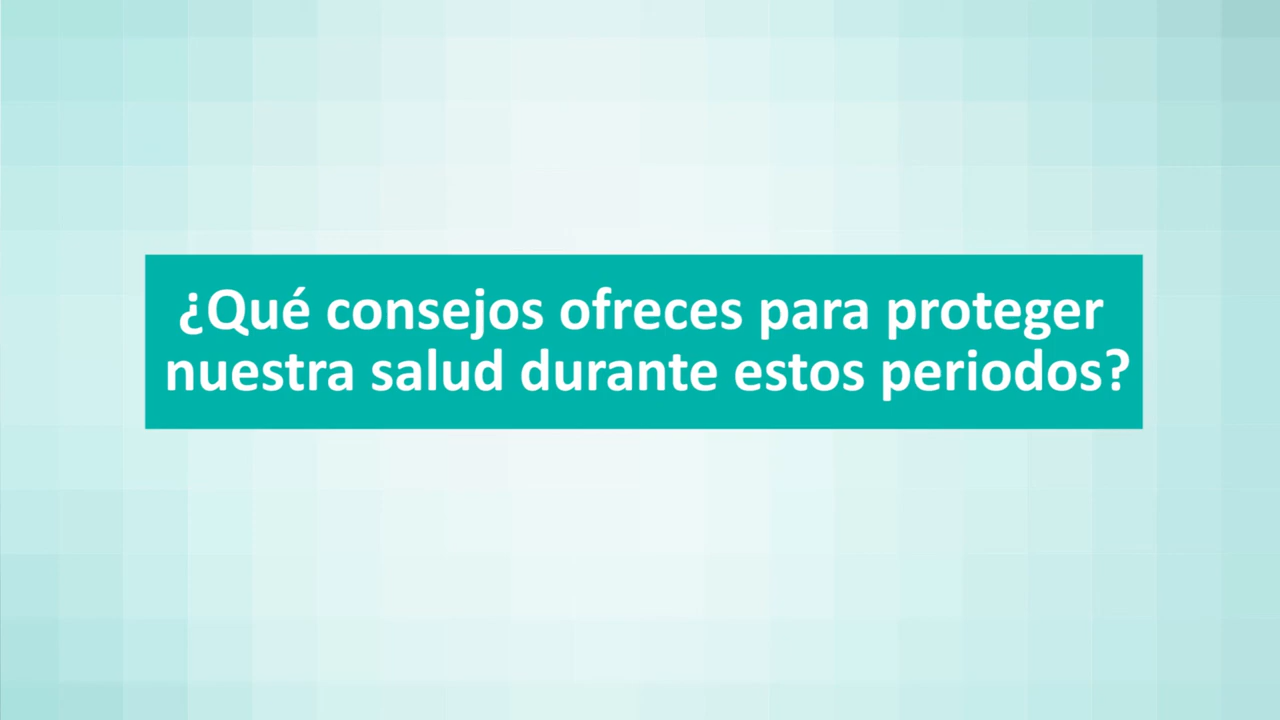 ¿Qué consejos ofreces para proteger
nuestra salud durante estos periodos?